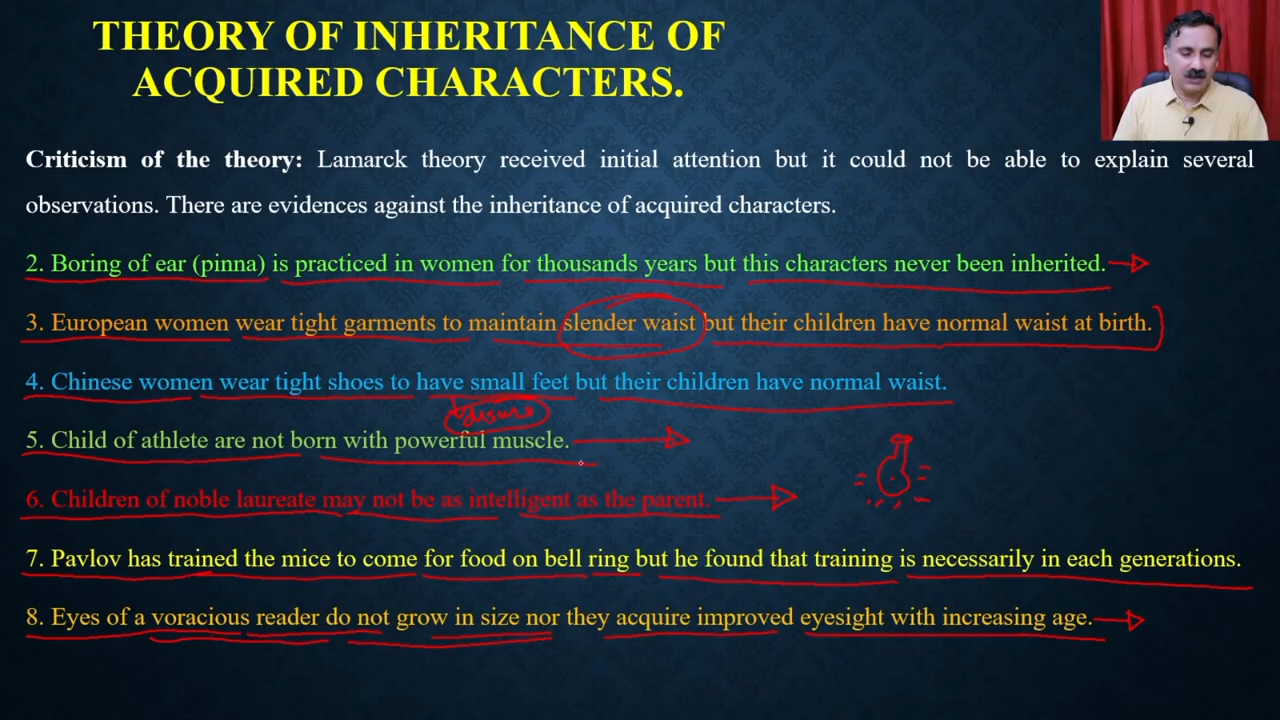 THEORY OF INHERITANCE OF
ACQUIRED CHARACTERS.
Criticism of the theory: Lamarck theory received initial attention but it could not be able to explain several
observations. There are evidences against the inheritance of acquired characters.
2. Boring of ear (pinna) is practiced in women for thousands years but this characters never been inherited.
3. European women wear tight garments to maintain slender waist but their children have normal waist at birth.
4. Chinese women wear tight shoes to have small feet but their children have normal waist.
5. Child of athlete are not born with powerful muscle.
6. Children of noble laureate may not be as intelligent as the parent.
7. Pavlov has trained the mice to come for food on bell ring but he found that training is necessarily in each generations.
8. Eyes of a voracious reader do not grow in size nor they acquire improved eyesight with increasing age.